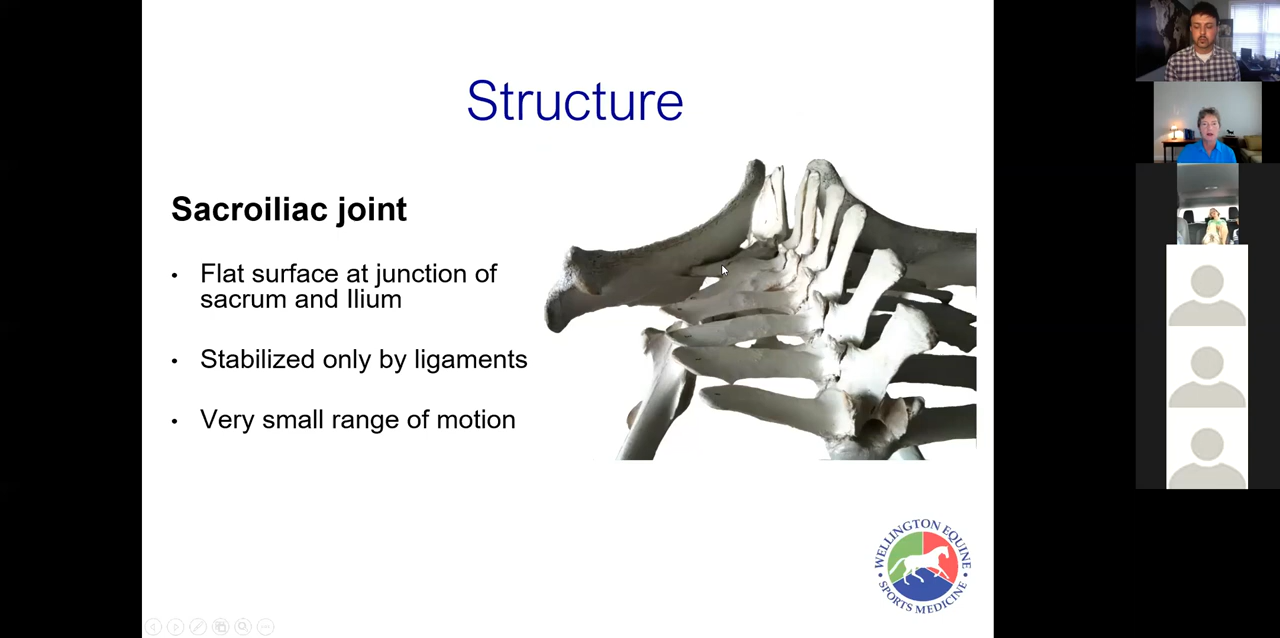 Structure
Sacroiliac joint
• Flat surface at junction of
sacrum and Ilium
• Stabilized only by ligaments
• Very small range of motion
WELLINGTON EQUINE
• SPORTS MEDICINE •